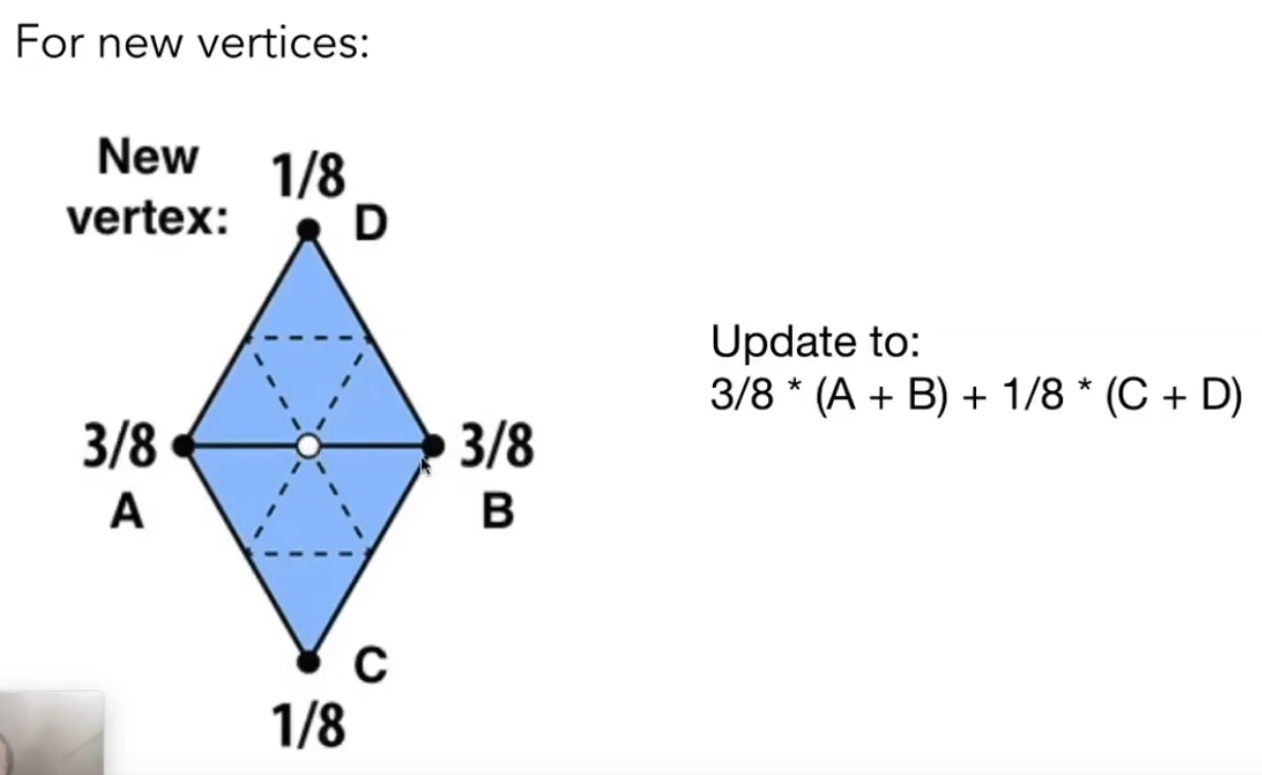 For new vertices:
New
vertex:
1/8
D
3/8
A
3/8
B
C
1/8
Update to:
3/8 * (A + B) + 1/8 * (C + D)